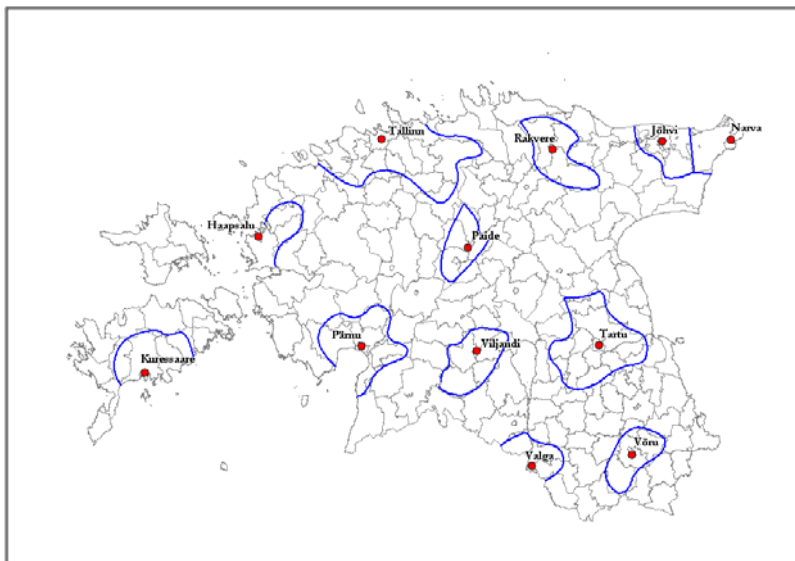 Tallinn
Rakvere
Jõhvi
Narva
Haapsalu
Paide
Pärnu
Viljandi
Tartu
Kuressaare
Valga
Võru